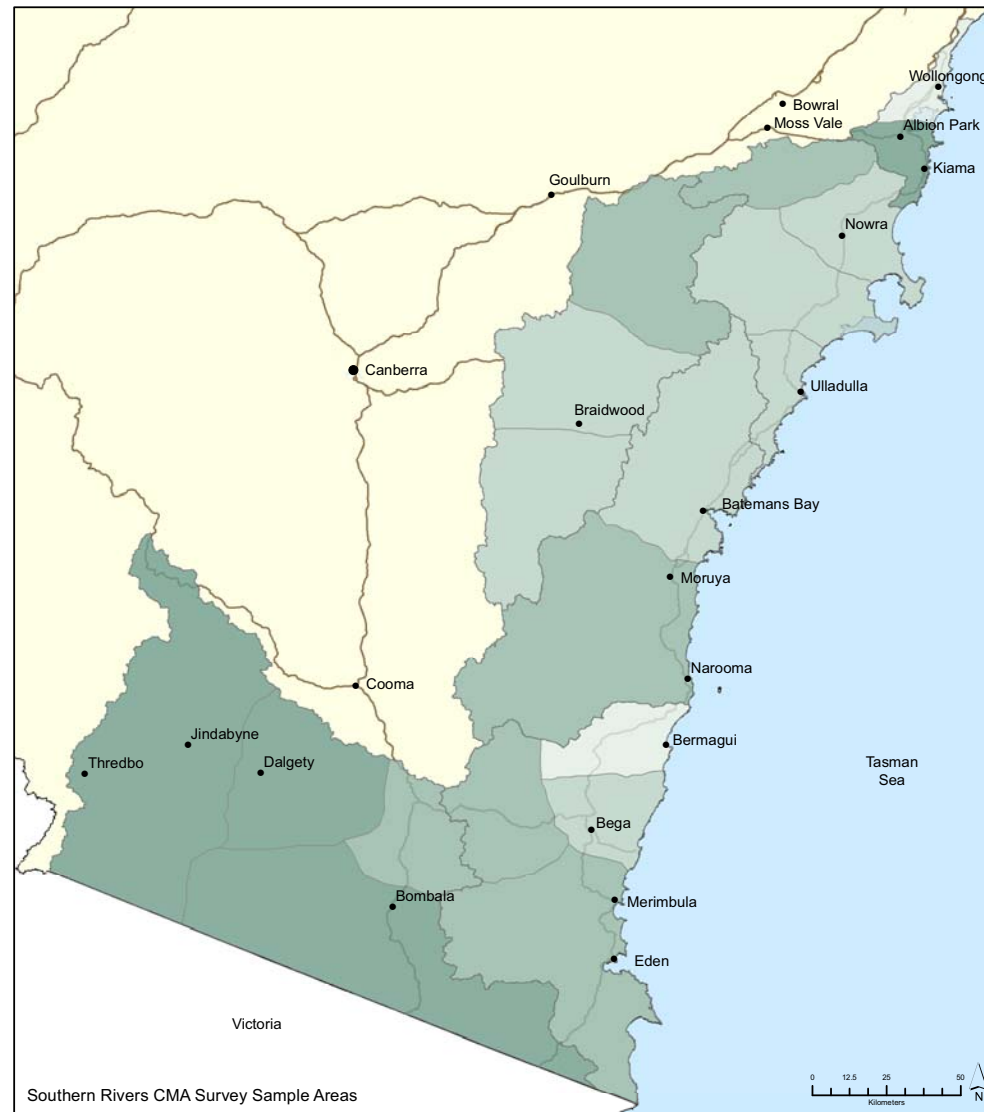 Wollongong
Bowral
Moss Vale
Albion Park
Kiama
Goulburn
Nowra
Canberra
Ulladulla
Braidwood
Batemans Bay
Moruya
Narooma
Cooma
Bermagui
Jindabyne
Thredbo
Dalgety
Tasman
Sea
Bega
Bombala
Merimbula
Eden
Victoria
Southern Rivers CMA Survey Sample Areas
0 12.5 25 50
Kilometers
N